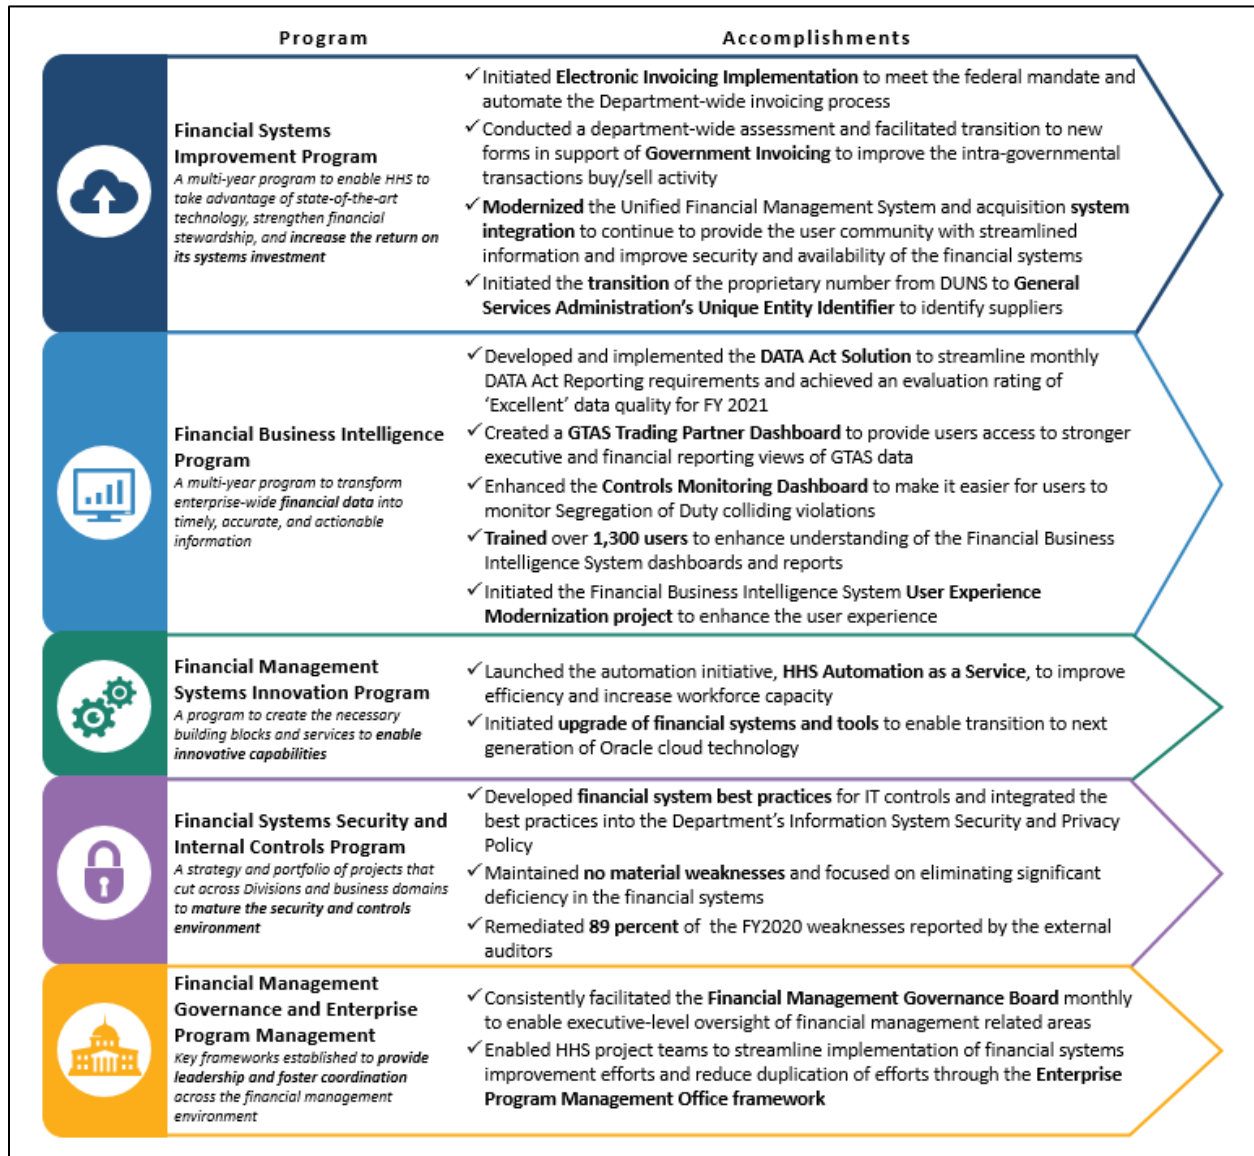 Program
Accomplishments
Financial Systems
Improvement Program
A multi-year program to enable HHS to
take advantage of state-of-the-art
technology, strengthen financial
stewardship, and increase the return on
its systems investment
✓Initiated Electronic Invoicing Implementation to meet the federal mandate and
automate the Department-wide invoicing process
✓Conducted a department-wide assessment and facilitated transition to new
forms in support of Government Invoicing to improve the intra-governmental
transactions buy/sell activity
✓Modernized the Unified Financial Management System and acquisition system
integration to continue to provide the user community with streamlined
information and improve security and availability of the financial systems
✓Initiated the transition of the proprietary number from DUNS to General
Services Administration's Unique Entity Identifier to identify suppliers
Financial Business Intelligence
Program
A multi-year program to transform
enterprise-wide financial data into
timely, accurate, and actionable
information
✓Developed and implemented the DATA Act Solution to streamline monthly
DATA Act Reporting requirements and achieved an evaluation rating of
'Excellent' data quality for FY 2021
✓Created a GTAS Trading Partner Dashboard to provide users access to stronger
executive and financial reporting views of GTAS data
✓Enhanced the Controls Monitoring Dashboard to make it easier for users to
monitor Segregation of Duty colliding violations
✓Trained over 1,300 users to enhance understanding of the Financial Business
Intelligence System dashboards and reports
✓Initiated the Financial Business Intelligence System User Experience
Modernization project to enhance the user experience
Financial Management
Systems Innovation Program
A program to create the necessary
building blocks and services to enable
innovative capabilities
✓Launched the automation initiative, HHS Automation as a Service, to improve
efficiency and increase workforce capacity
✓Initiated upgrade of financial systems and tools to enable transition to next
generation of Oracle cloud technology
Financial Systems Security and
Internal Controls Program
A strategy and portfolio of projects that
cut across Divisions and business domains
to mature the security and controls
environment
✓Developed financial system best practices for IT controls and integrated the
best practices into the Department's Information System Security and Privacy
Policy
✓Maintained no material weaknesses and focused on eliminating significant
deficiency in the financial systems
✓Remediated 89 percent of the FY2020 weaknesses reported by the external
auditors
Financial Management
Governance and Enterprise
Program Management
Key frameworks established to provide
leadership and foster coordination
across the financial management
environment
✓Consistently facilitated the Financial Management Governance Board monthly
to enable executive-level oversight of financial management related areas
✓Enabled HHS project teams to streamline implementation of financial systems
improvement efforts and reduce duplication of efforts through the Enterprise
Program Management Office framework